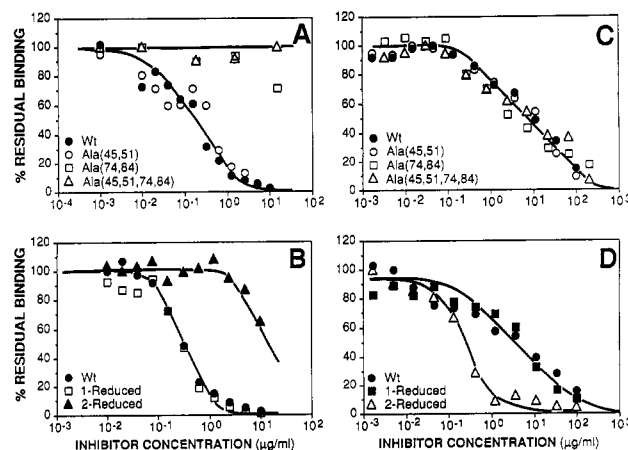 A
120
100
80
60
40
20
0
% RESIDUAL BINDING
Wt
Ala(45,51)
Ala(74,84)
Ala(45,51,74,84)
10-4 10-3 10-2 10-1 100 101 102
C
120
100
80
60
40
20
0
% RESIDUAL BINDING
Wt
Ala(45,51)
Ala(74,84)
Ala(45,51,74,84)
10-3 10-2 10-1 100 101 102 103
B
120
100
80
60
40
20
0
% RESIDUAL BINDING
Wt
1-Reduced
2-Reduced
10-3 10-2 10-1 100 101 102
INHIBITOR CONCENTRATION (µg/ml)
D
120
100
80
60
40
20
0
% RESIDUAL BINDING
Wt
1-Reduced
2-Reduced
10-3 10-2 10-1 100 101 102 103
INHIBITOR CONCENTRATION (µg/ml)